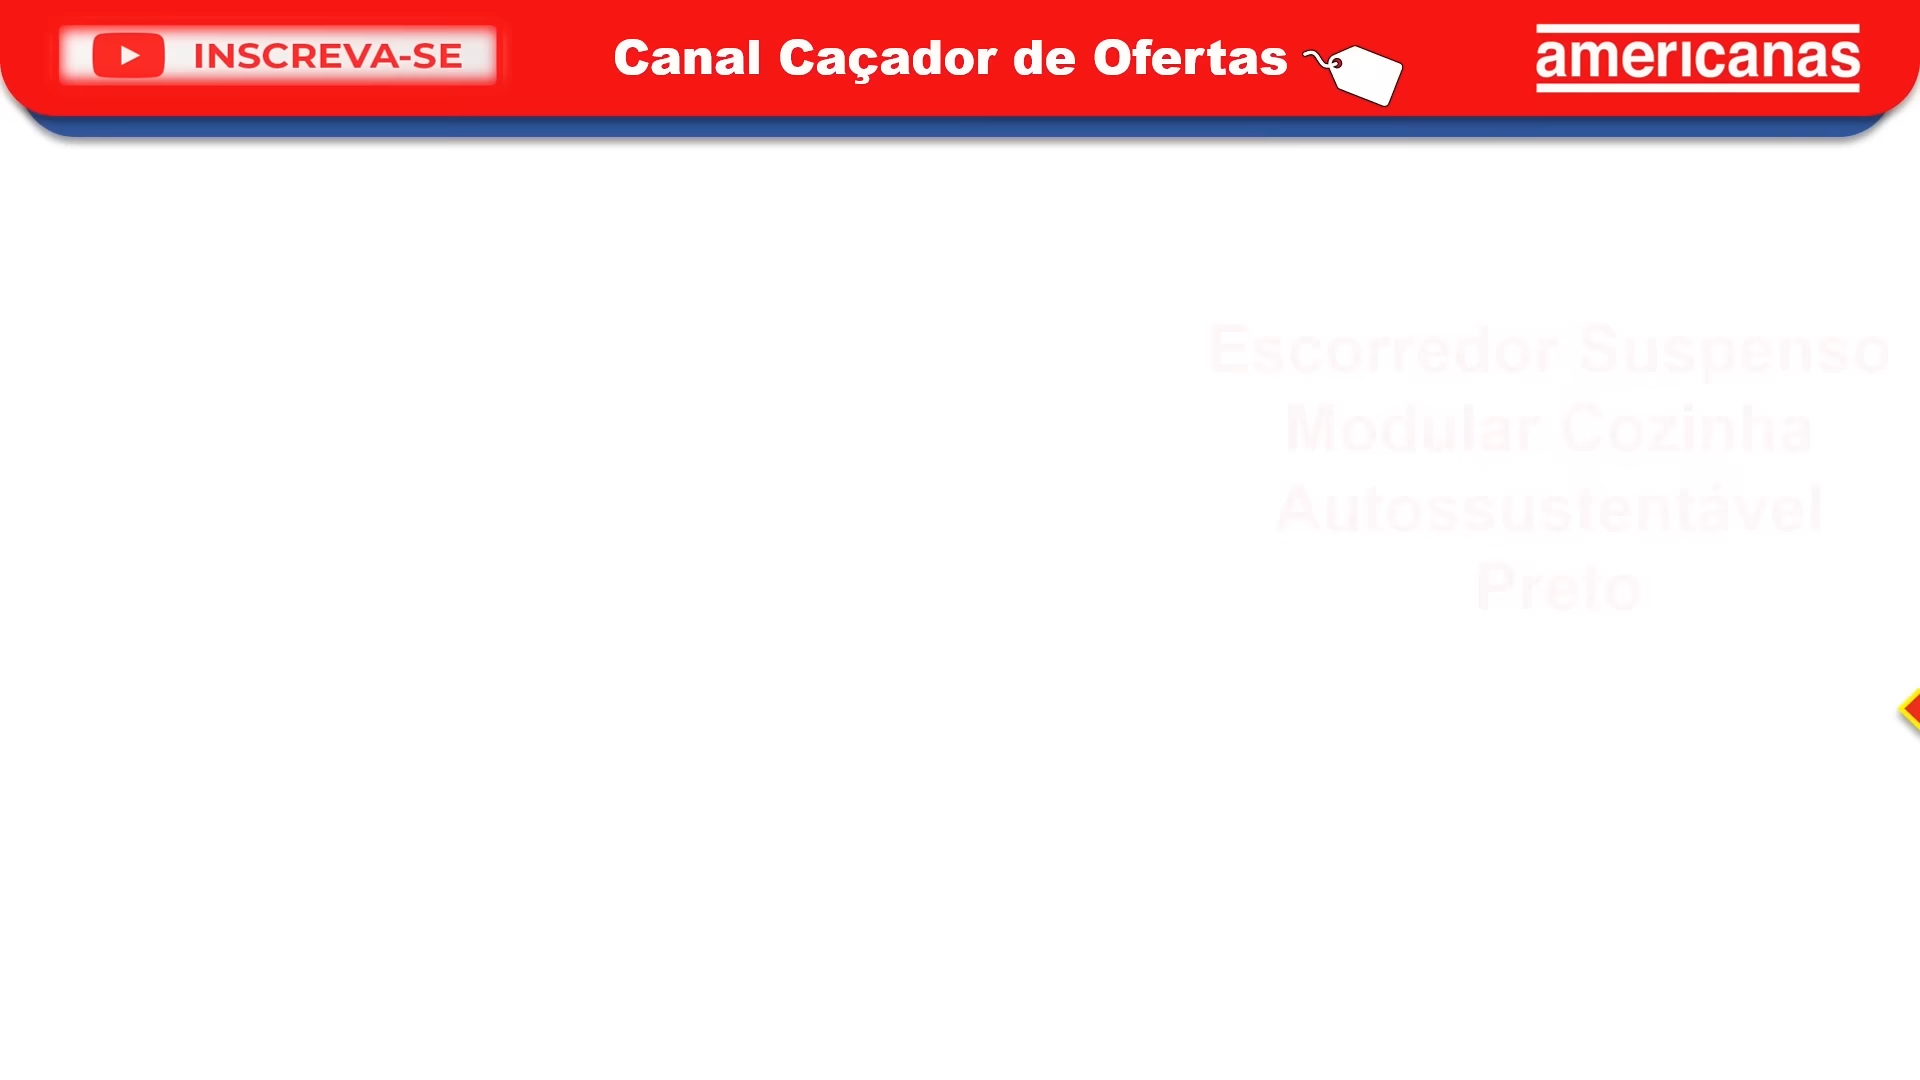 INSCREVA-SE
Canal Caçador de Ofertas
americanas
Escorredor Suspenso
Modular Cozinha
Autossustentável
Preto